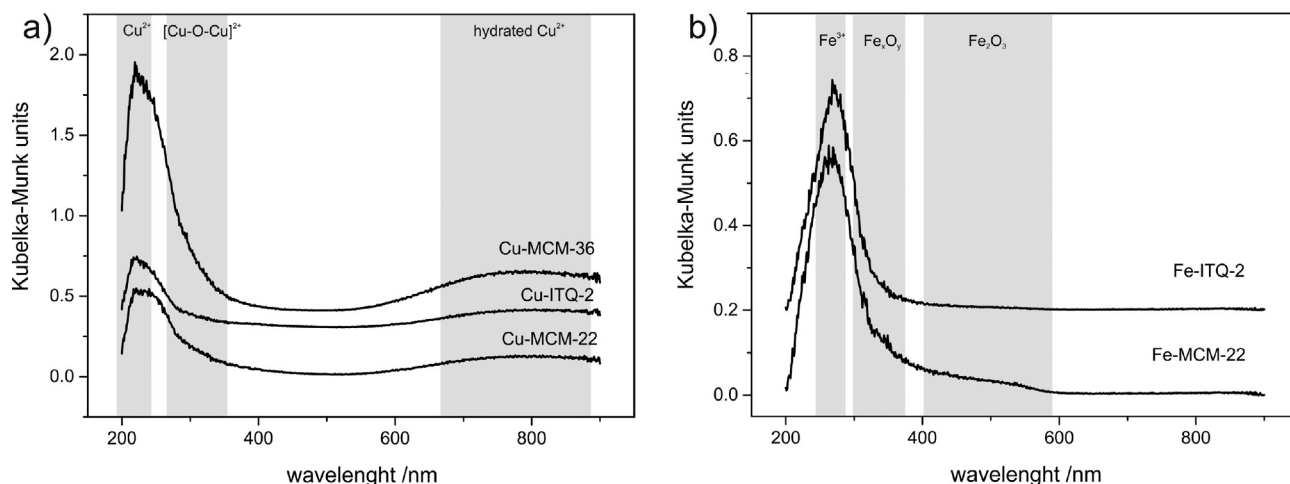 a)
Cu²⁺ [Cu-O-Cu]²⁺ hydrated Cu²⁺
2.0
1.5
1.0
0.5
0.0
Kubelka-Munk units
Cu-MCM-36
Cu-ITQ-2
Cu-MCM-22
200 400 600 800
wavelenght /nm
b)
Fe³⁺ FeₓOᵧ Fe₂O₃
0.8
0.6
0.4
0.2
0.0
Kubelka-Munk units
Fe-ITQ-2
Fe-MCM-22
200 400 600 800
wavelenght /nm